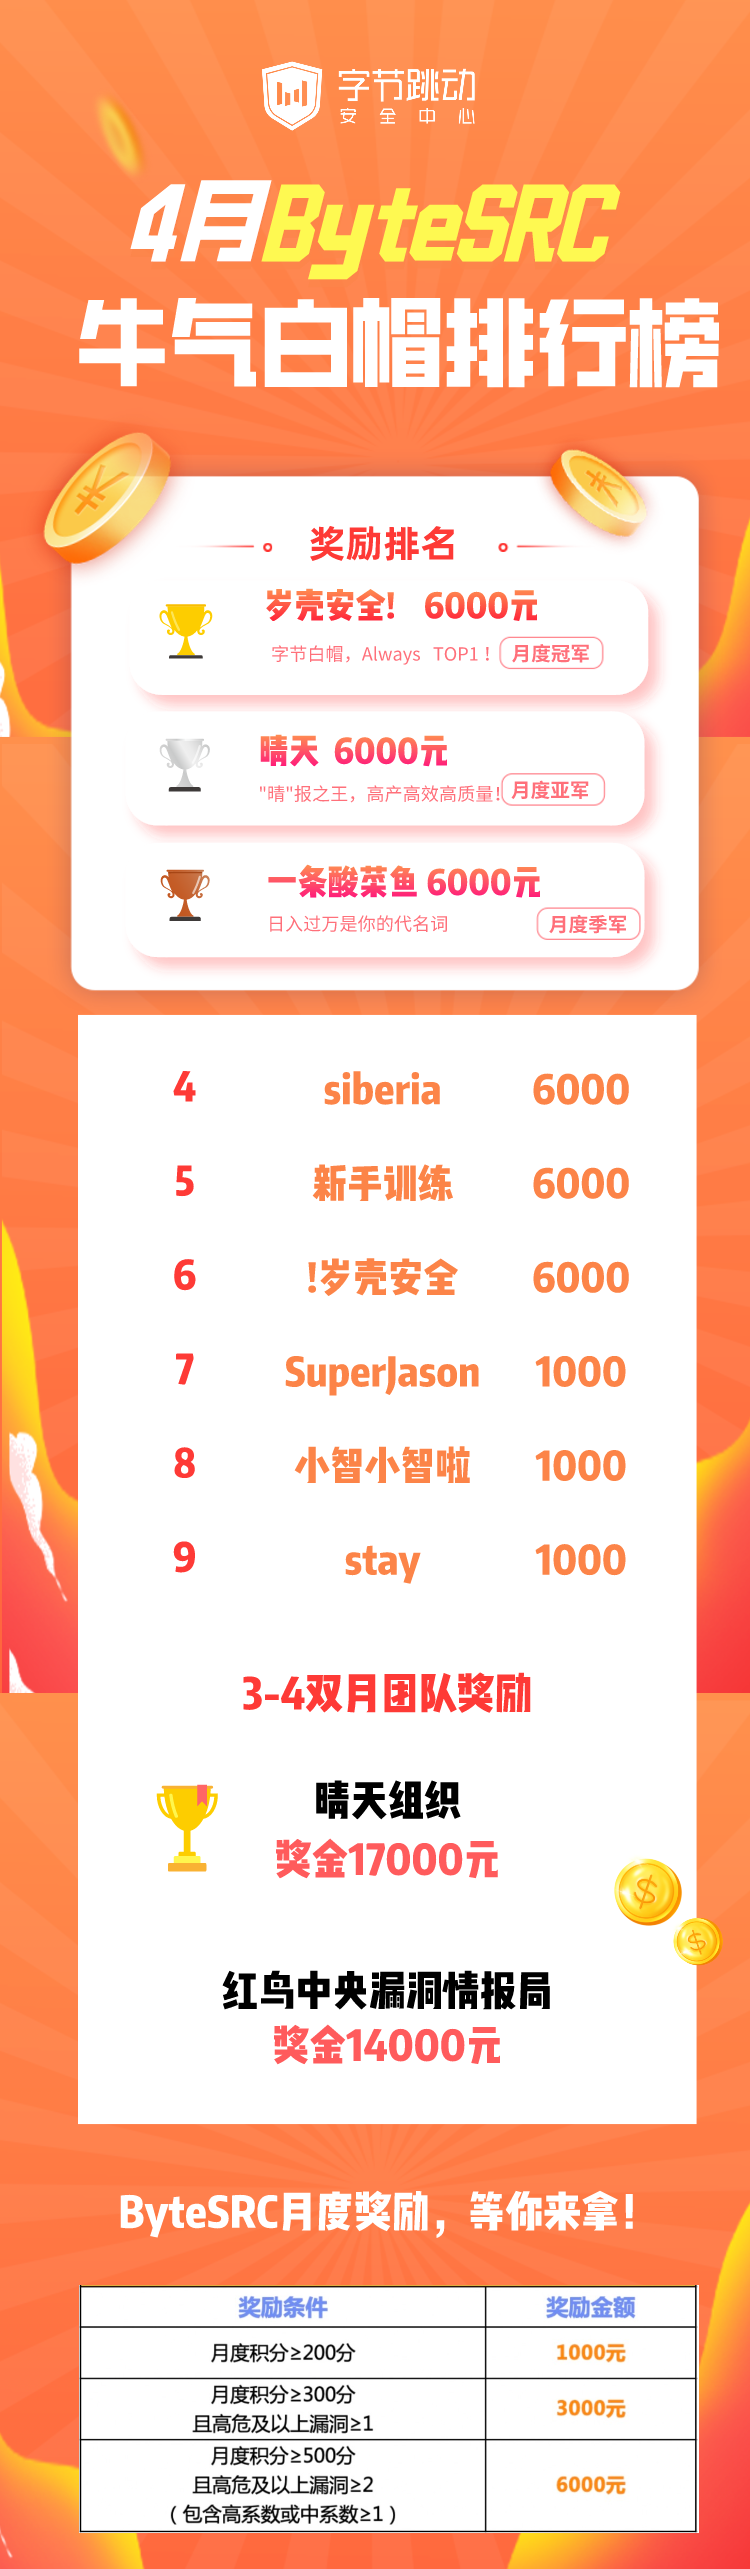 字节跳动
安全中心
4月ByteSRC
牛气白帽排行榜
奖励排名
岁壳安全! 6000元
字节白帽，Always TOP1！ 月度冠军
晴天 6000元
"晴"报之王，高产高效高质量! 月度亚军
一条酸菜鱼 6000元
日入过万是你的代名词 月度季军
4 siberia 6000
5 新手训练 6000
6 !岁壳安全 6000
7 SuperJason 1000
8 小智小智啦 1000
9 stay 1000
3-4双月团队奖励
晴天组织
奖金17000元
红鸟中央漏洞情报局
奖金14000元
ByteSRC月度奖励，等你来拿!
奖励条件 奖励金额
月度积分≥200分 1000元
月度积分≥300分
且高危及以上漏洞≥1 3000元
月度积分≥500分
且高危及以上漏洞≥2 6000元
（包含高系数或中系数≥1）